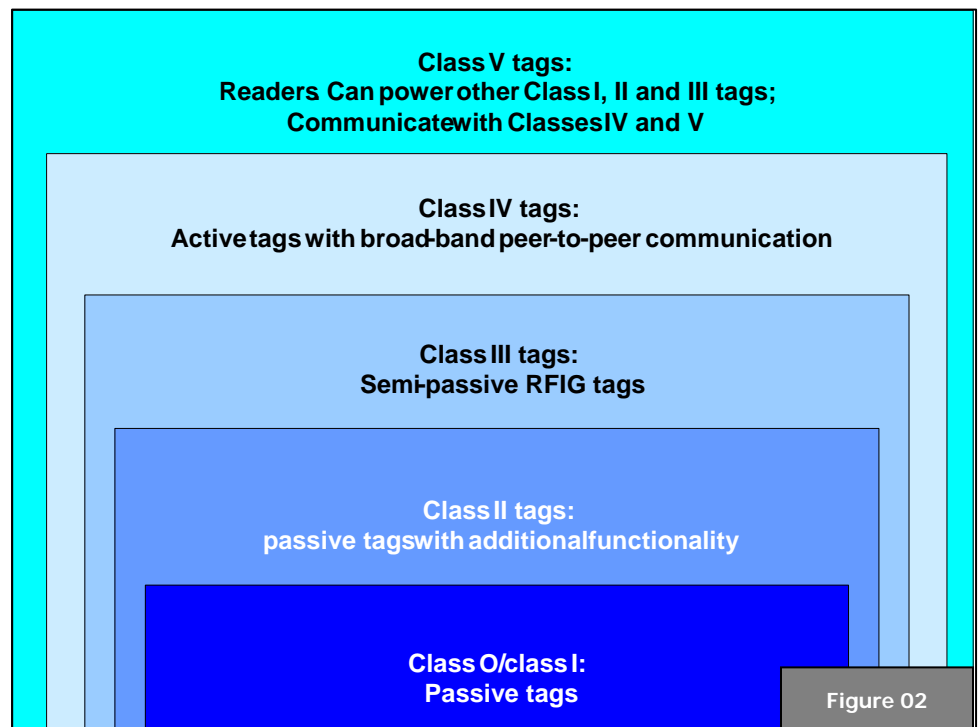 Class V tags:
Readers. Can power other Class I, II and III tags;
Communicate with Classes IV and V
Class IV tags:
Active tags with broad-band peer-to-peer communication
Class III tags:
Semi-passive RFIG tags
Class II tags:
passive tags with additional functionality
Class O/class I:
Passive tags
Figure 02